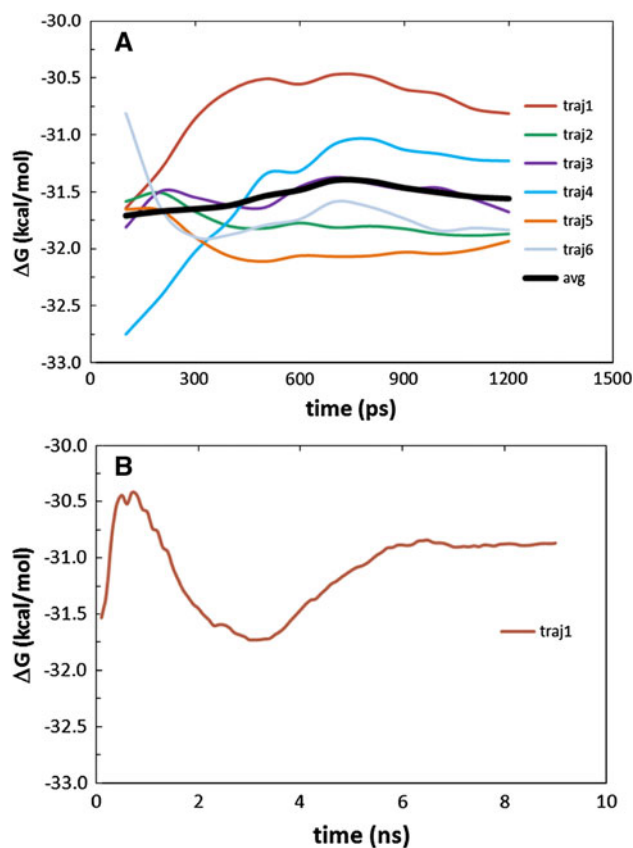 A
-30.0
-30.5
-31.0
-31.5
-32.0
-32.5
-33.0
ΔG (kcal/mol)
0 300 600 900 1200 1500
time (ps)
traj1
traj2
traj3
traj4
traj5
traj6
avg
B
-30.0
-30.5
-31.0
-31.5
-32.0
-32.5
-33.0
ΔG (kcal/mol)
0 2 4 6 8 10
time (ns)
traj1